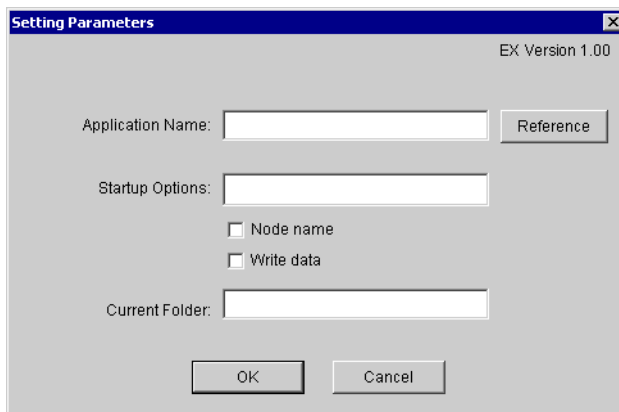 Setting Parameters
EX Version 1.00
Application Name:
Reference
Startup Options:
Node name
Write data
Current Folder:
OK
Cancel